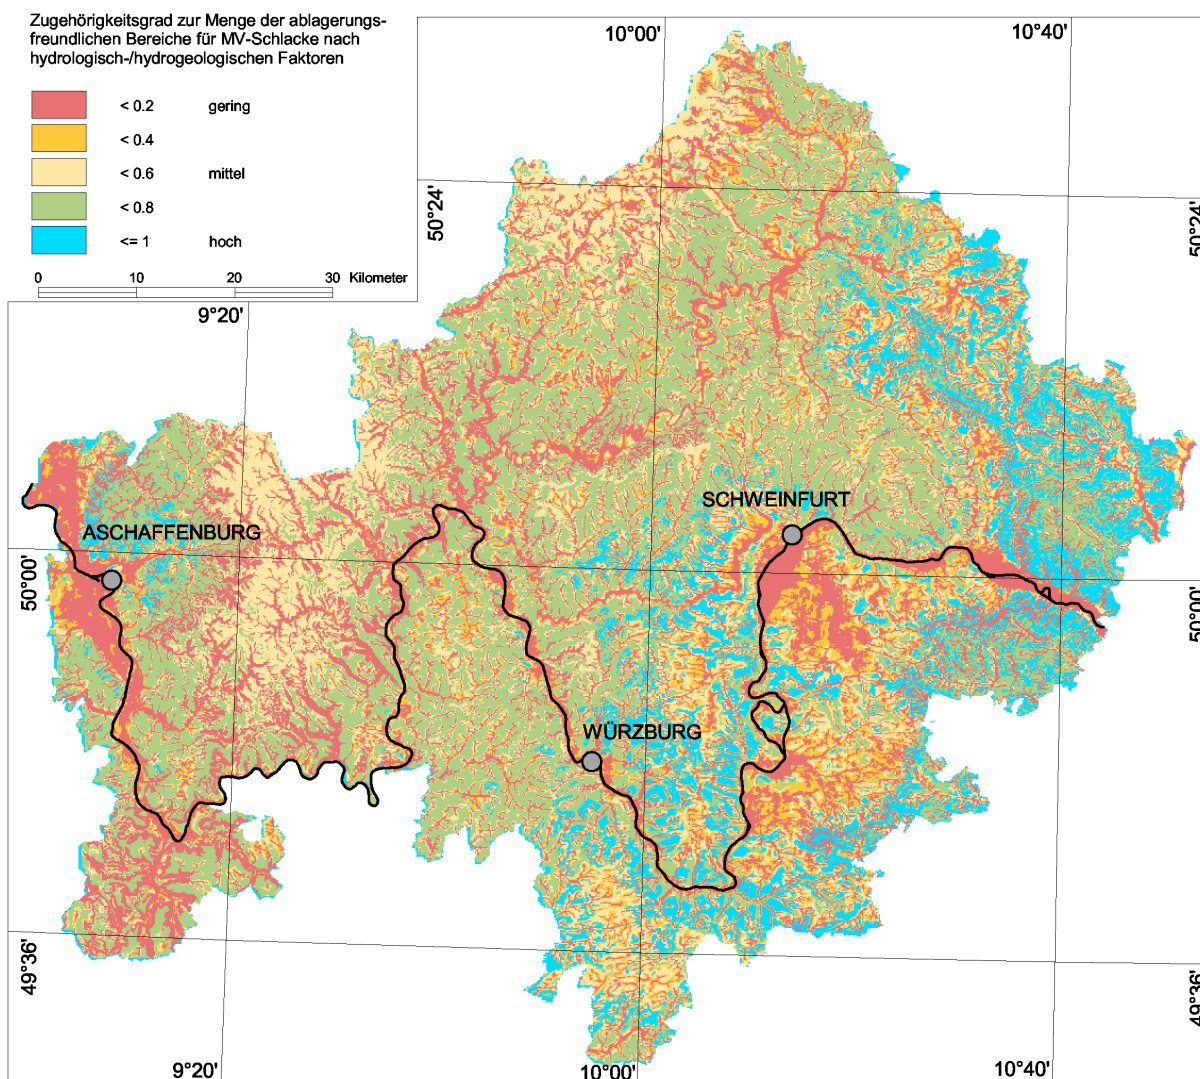 Zugehörigkeitsgrad zur Menge der ablagerungs-
freundlichen Bereiche für MV-Schlacke nach
hydrologisch-/hydrogeologischen Faktoren
< 0.2 gering
< 0.4
< 0.6 mittel
< 0.8
<= 1 hoch
0 10 20 30 Kilometer
10°00'
10°40'
50°24'
50°24'
9°20'
SCHWEINFURT
ASCHAFFENBURG
50°00'
50°00'
WÜRZBURG
49°36'
49°36'
9°20'
10°00'
10°40'